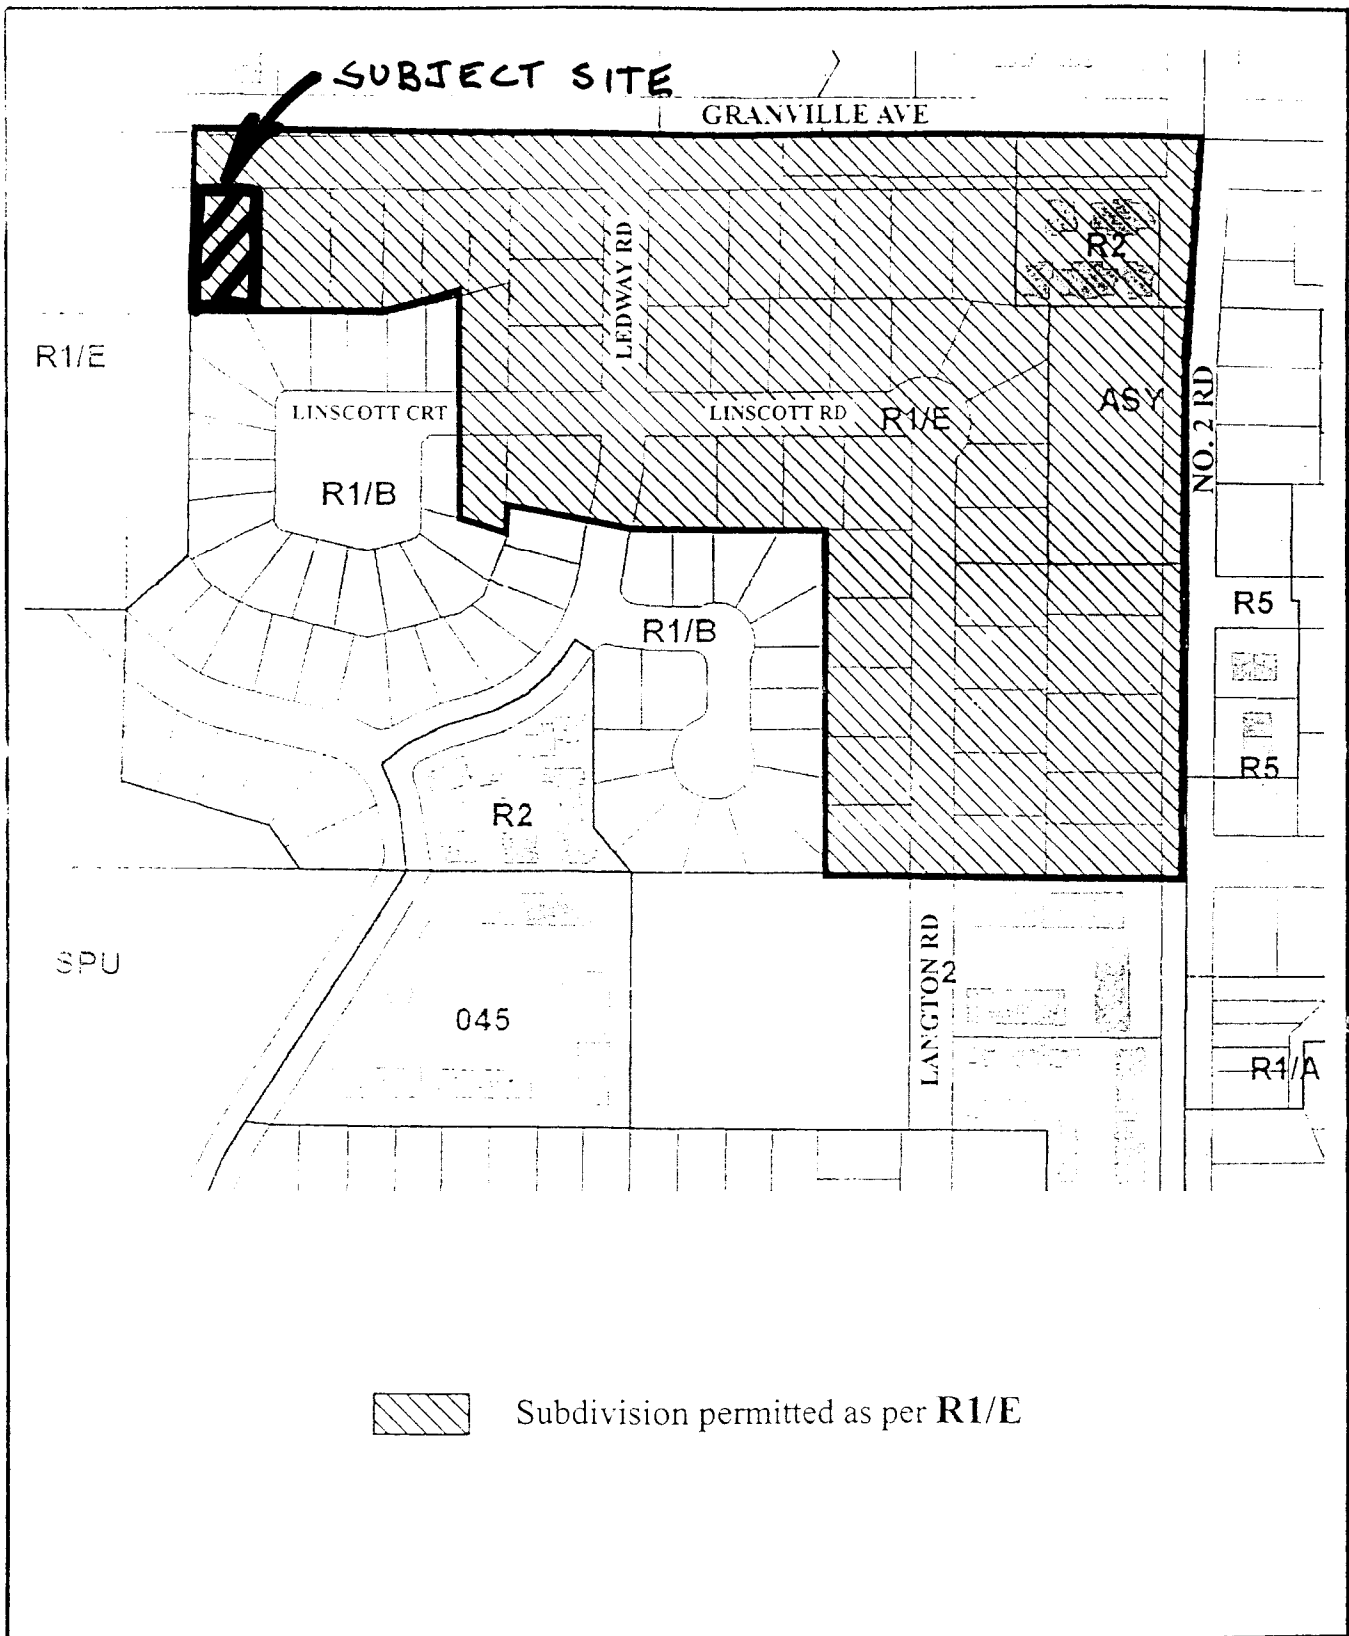 SUBJECT SITE
GRANVILLE AVE
R2
LEDWAY RD
R1/E
ASY
NO. 2 RD
LINSCOTT CRT
LINSCOTT RD
R1/E
R1/B
R5
R1/B
R5
R2
SPU
LANGTON RD
2
045
R1/A
Subdivision permitted as per R1/E